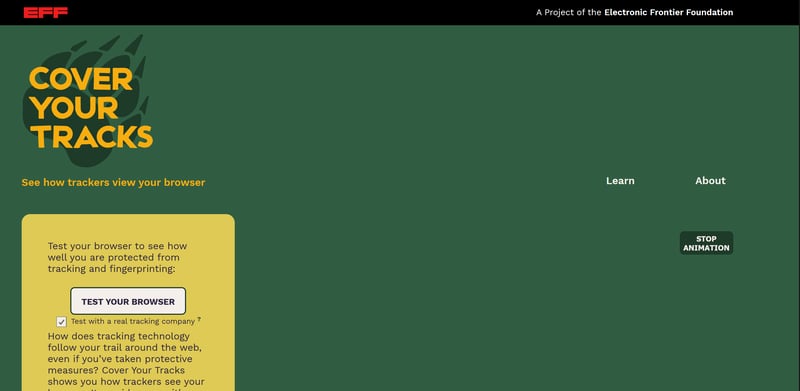 EFF
A Project of the Electronic Frontier Foundation
COVER
YOUR
TRACKS
See how trackers view your browser
Learn
About
STOP
ANIMATION
Test your browser to see how
well you are protected from
tracking and fingerprinting:
TEST YOUR BROWSER
Test with a real tracking company ?
How does tracking technology
follow your trail around the web,
even if you've taken protective
measures? Cover Your Tracks
shows you how trackers see your